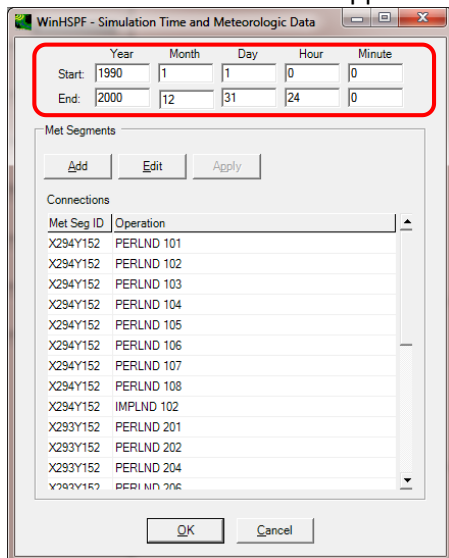 WinHSPF - Simulation Time and Meteorologic Data
Year Month Day Hour Minute
Start: 1990 1 1 0 0
End: 2000 12 31 24 0
Met Segments
Add Edit Apply
Connections
Met Seg ID Operation
X294Y152 PERLND 101
X294Y152 PERLND 102
X294Y152 PERLND 103
X294Y152 PERLND 104
X294Y152 PERLND 105
X294Y152 PERLND 106
X294Y152 PERLND 107
X294Y152 PERLND 108
X294Y152 IMPLND 102
X293Y152 PERLND 201
X293Y152 PERLND 202
X293Y152 PERLND 204
X293Y152 PERLND 206
OK Cancel